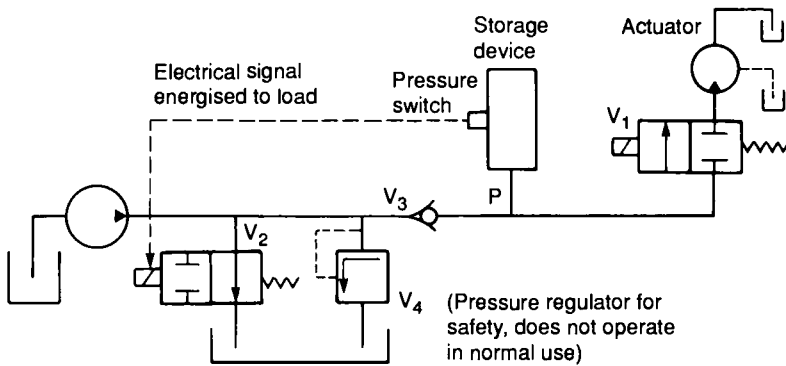 Storage
device
Actuator
Electrical signal
energised to load
Pressure
switch
V1
V3
P
V2
V4
(Pressure regulator for
safety, does not operate
in normal use)